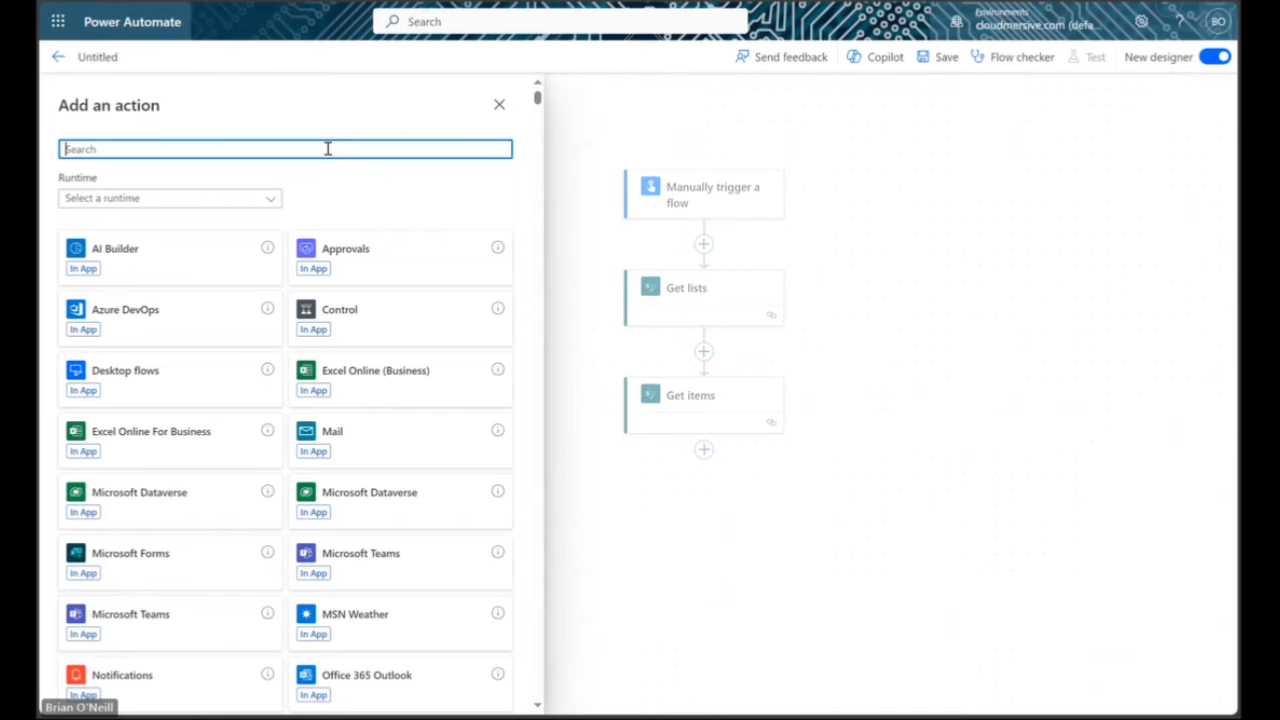 Power Automate
Search
Environments
cloudmersive.com (defa...
?
BO
Untitled
Send feedback
Copilot
Save
Flow checker
Test
New designer
Add an action
Search
Runtime
Select a runtime
AI Builder
In App
Approvals
In App
Azure DevOps
In App
Control
In App
Desktop flows
In App
Excel Online (Business)
In App
Excel Online For Business
In App
Mail
In App
Microsoft Dataverse
In App
Microsoft Dataverse
In App
Microsoft Forms
In App
Microsoft Teams
In App
Microsoft Teams
In App
MSN Weather
In App
Notifications
In App
Office 365 Outlook
In App
Manually trigger a
flow
Get lists
Get items
Brian O'Neill